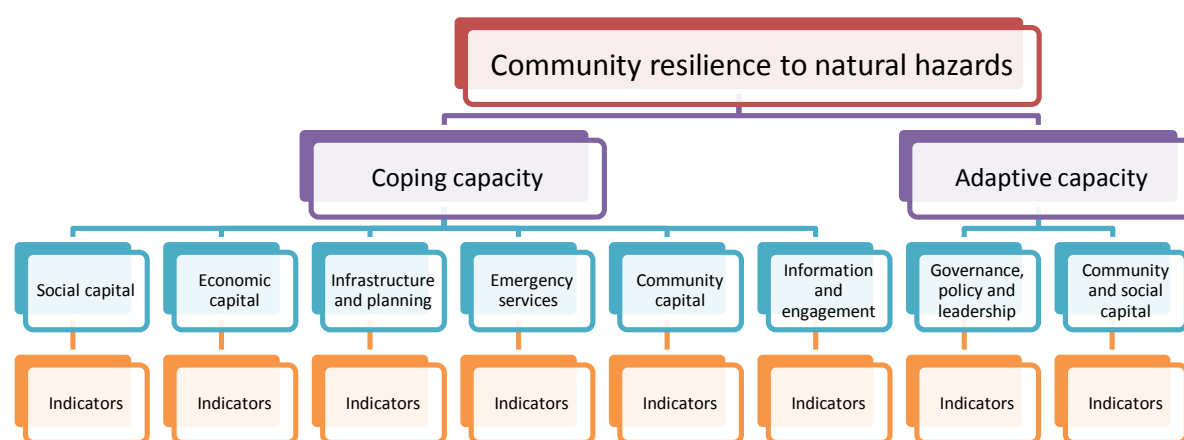 Community resilience to natural hazards
Coping capacity
Adaptive capacity
Social capital
Economic
capital
Infrastructure
and planning
Emergency
services
Community
capital
Information
and
engagement
Governance,
policy and
leadership
Community
and social
capital
Indicators
Indicators
Indicators
Indicators
Indicators
Indicators
Indicators
Indicators